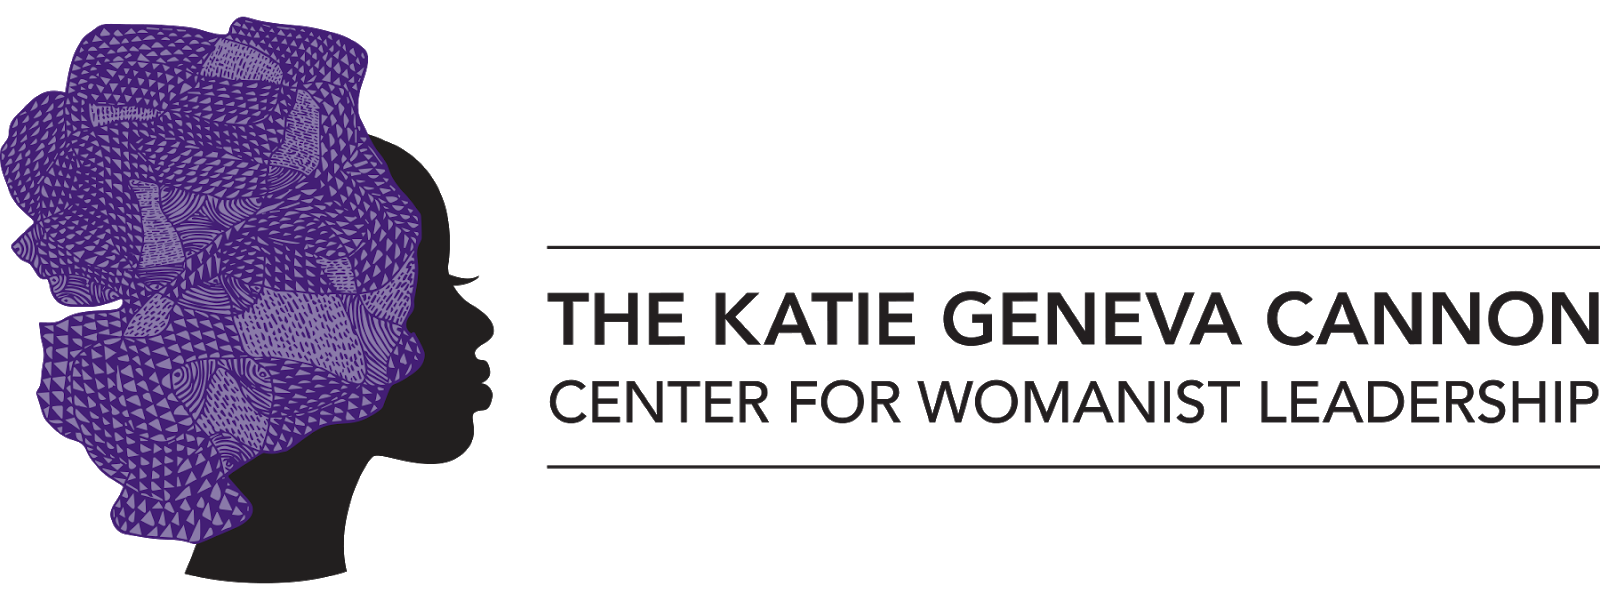 THE KATIE GENEVA CANNON
CENTER FOR WOMANIST LEADERSHIP